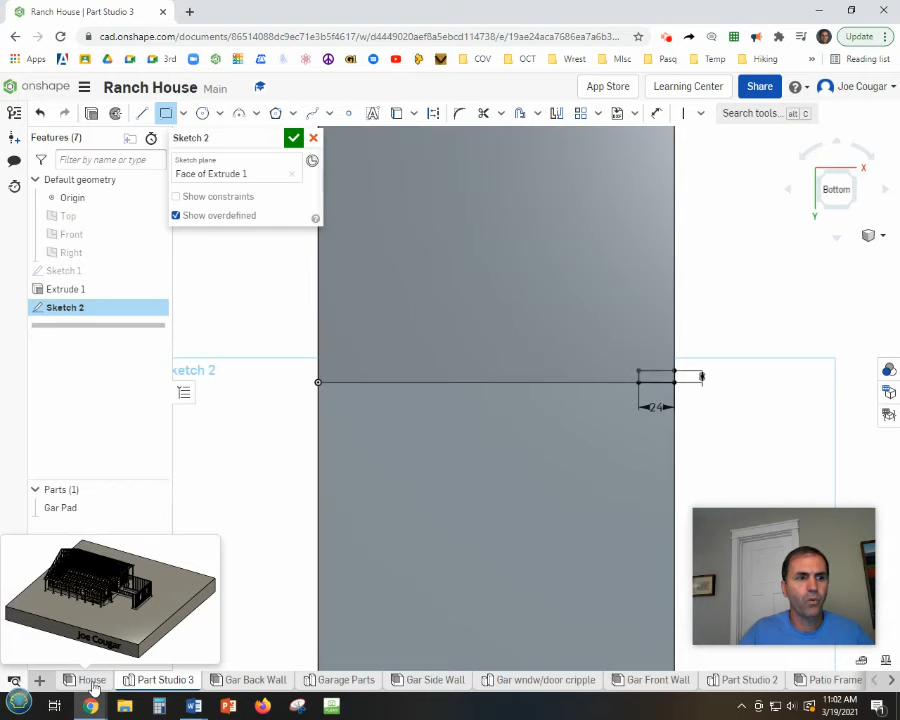 Ranch House | Part Studio 3
cad.onshape.com/documents/86514088dc9ec71e3b5f4617/w/d4449020aef8a5ebcd114738/e/19ae24aca7686ea7a6b3...
Update
Apps
3rd
COV
OCT
Wrest
MIsc
Gar Skills
Pasq
Hiking
Reading list
onshape
Ranch House Main
App Store
Learning Center
Share
Joe Cougar
Search tools... alt C
Features (7)
Filter by name or type
Default geometry
Origin
Top
Front
Right
Sketch 1
Extrude 1
Sketch 2
Sketch 2
Sketch plane
Face of Extrude 1
Show constraints
Show overdefined
X
Bottom
Y
ketch 2
24
Parts (1)
Gar Pad
Joe Cougar
House
Part Studio 3
Gar Back Wall
Garage Parts
Gar Side Wall
Gar wndw/door cripple
Gar Front Wall
Part Studio 2
Patio Frame
11:02 AM
3/19/2021